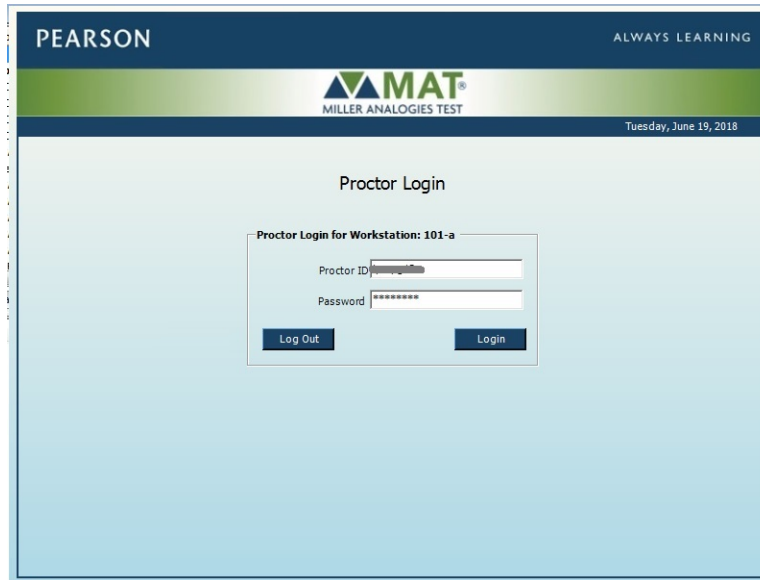 PEARSON
ALWAYS LEARNING
MAT®
MILLER ANALOGIES TEST
Tuesday, June 19, 2018
Proctor Login
Proctor Login for Workstation: 101-a
Proctor ID
Password ********
Log Out Login